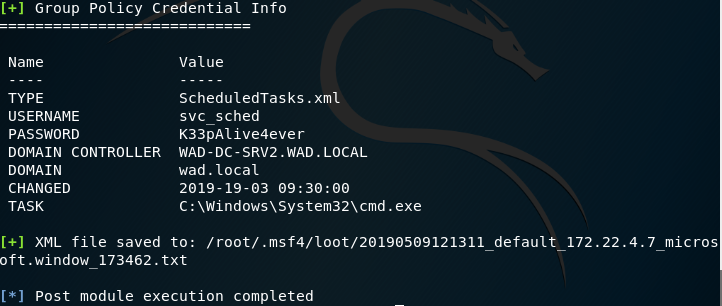 [+] Group Policy Credential Info
============================
Name Value
---- -----
TYPE ScheduledTasks.xml
USERNAME svc_sched
PASSWORD K33pAlive4ever
DOMAIN CONTROLLER WAD-DC-SRV2.WAD.LOCAL
DOMAIN wad.local
CHANGED 2019-19-03 09:30:00
TASK C:\Windows\System32\cmd.exe
[+] XML file saved to: /root/.msf4/loot/20190509121311_default_172.22.4.7_micros
oft.window_173462.txt
[*] Post module execution completed